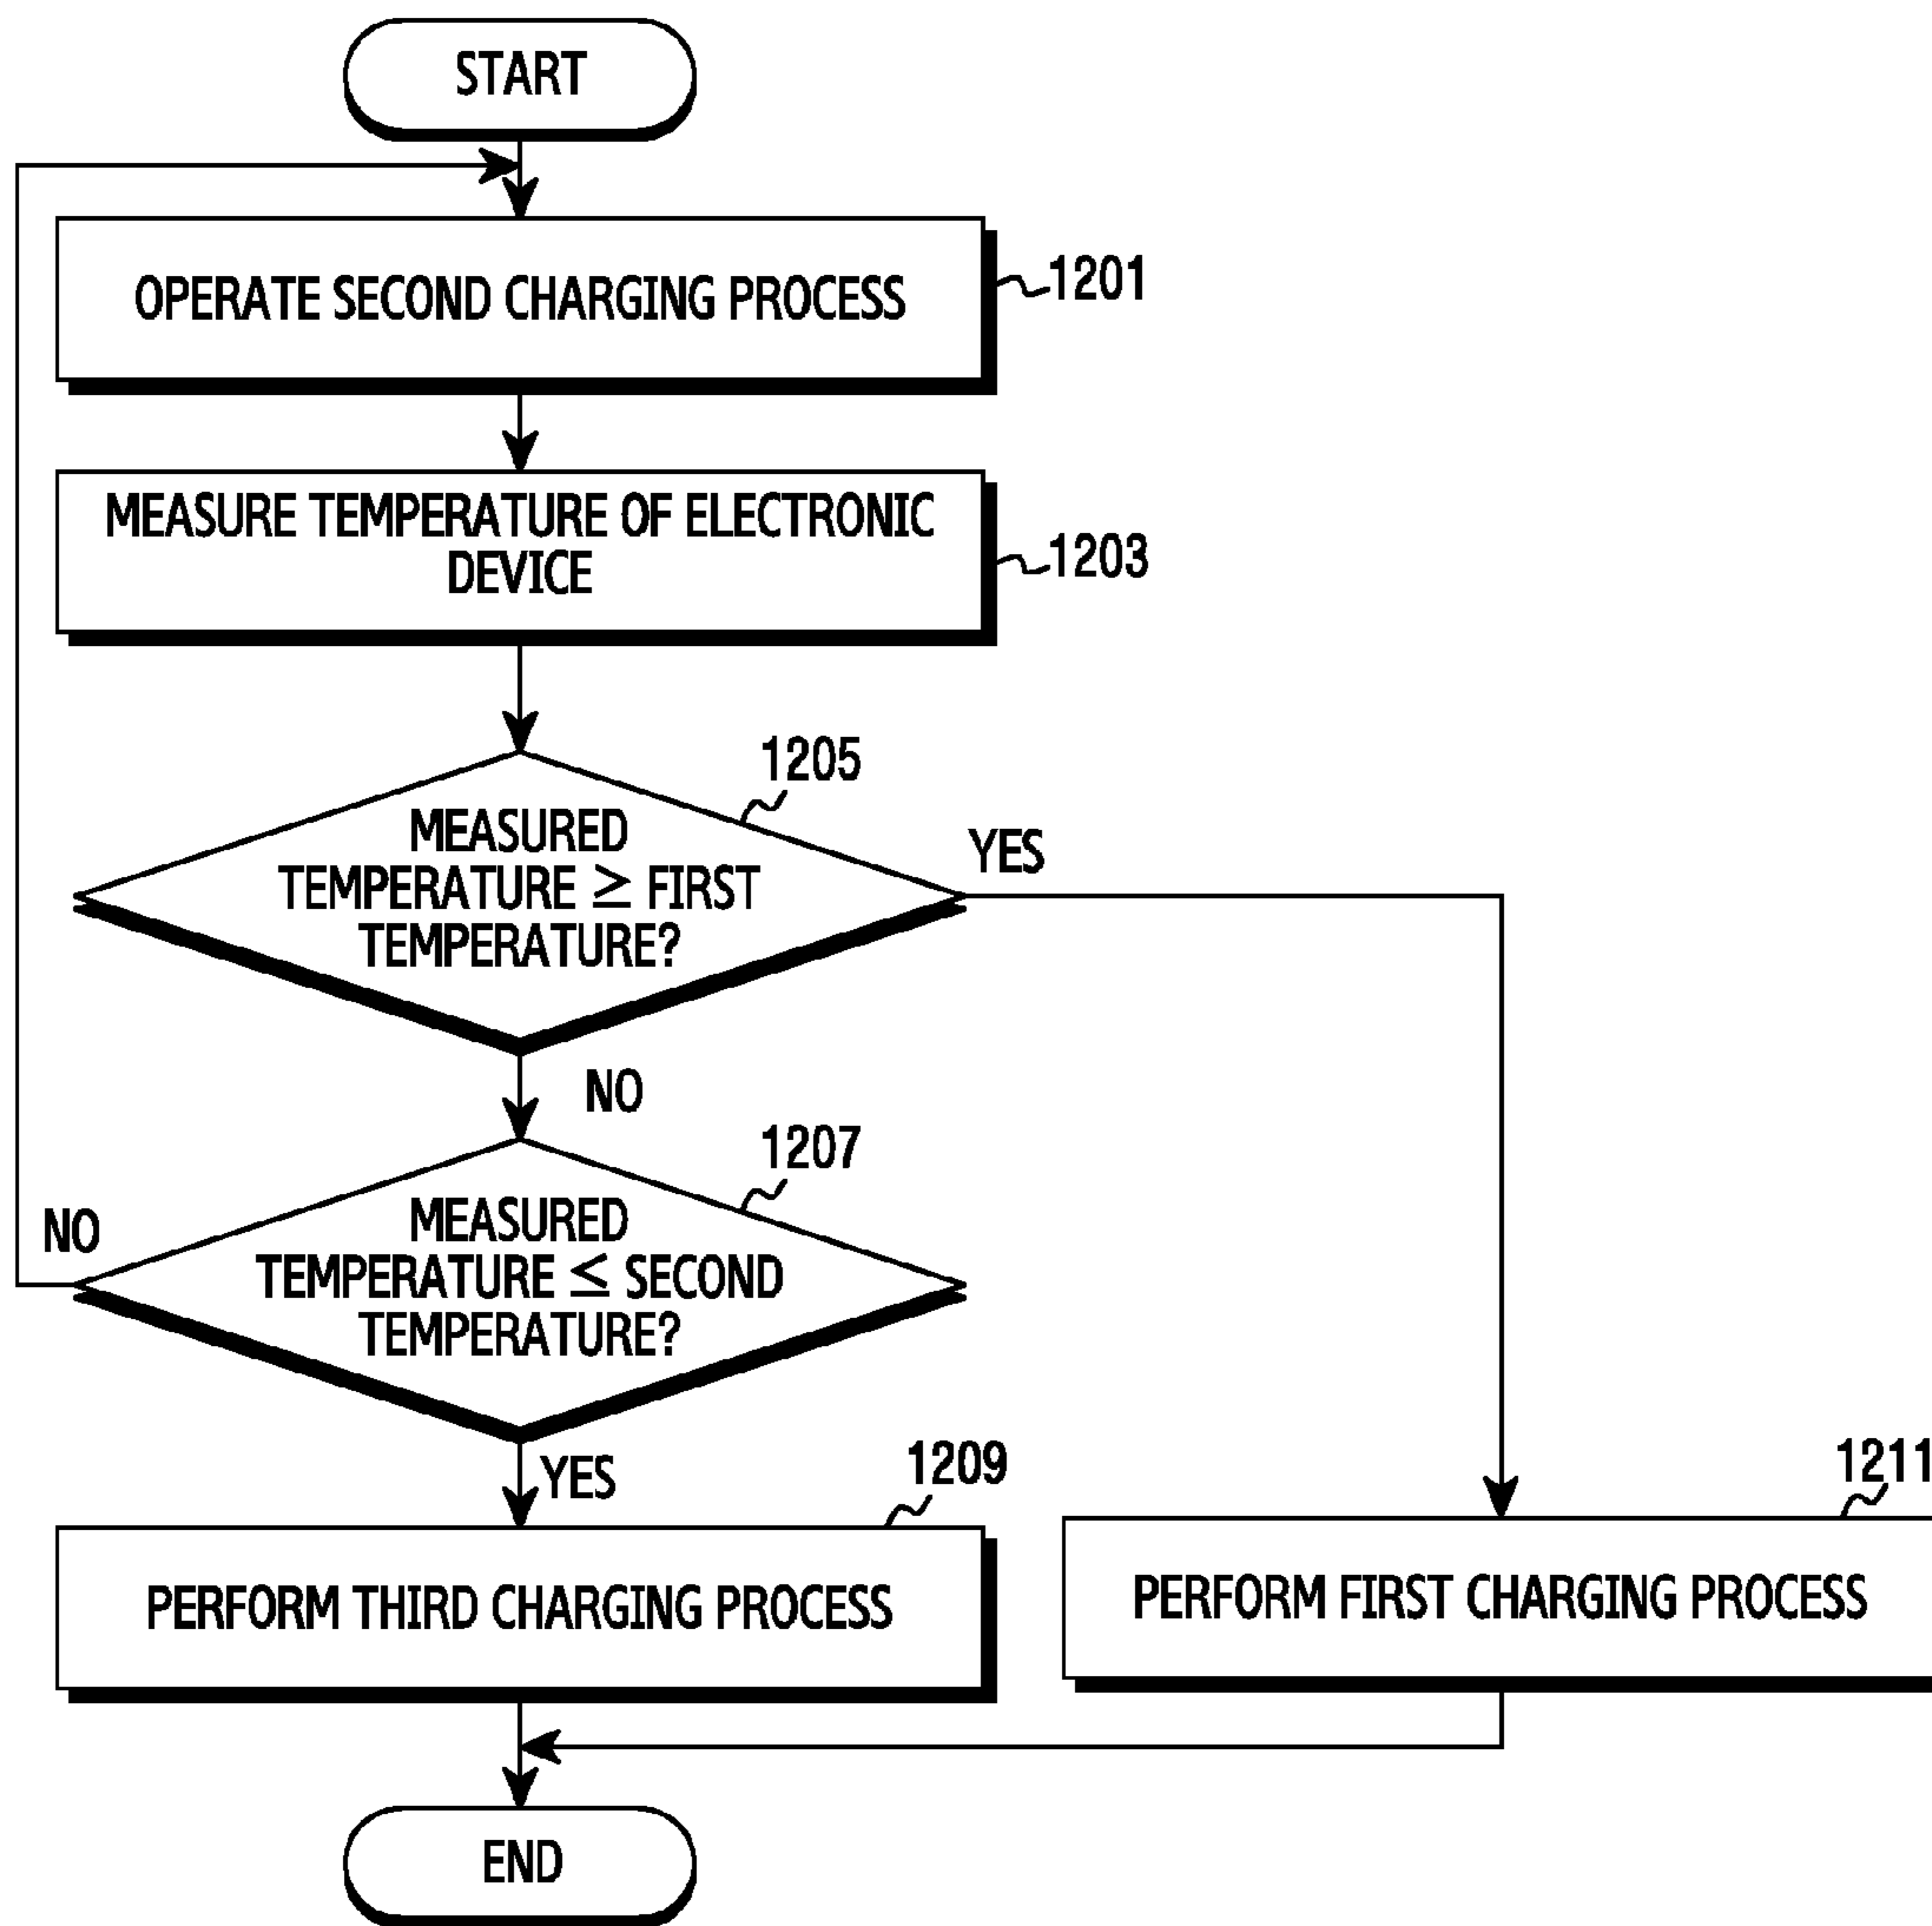 START
OPERATE SECOND CHARGING PROCESS
1201
MEASURE TEMPERATURE OF ELECTRONIC
DEVICE
1203
1205
MEASURED
TEMPERATURE ≥ FIRST
TEMPERATURE?
YES
NO
1207
MEASURED
TEMPERATURE ≤ SECOND
TEMPERATURE?
NO
YES
1209
PERFORM THIRD CHARGING PROCESS
1211
PERFORM FIRST CHARGING PROCESS
END